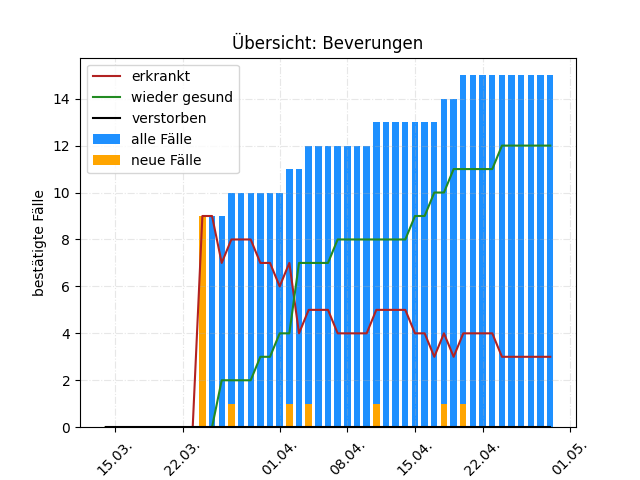 Übersicht: Beverungen
erkrankt
wieder gesund
verstorben
alle Fälle
neue Fälle
bestätigte Fälle
14
12
10
8
6
4
2
0
15.03.
22.03.
01.04.
08.04.
15.04.
22.04.
01.05.